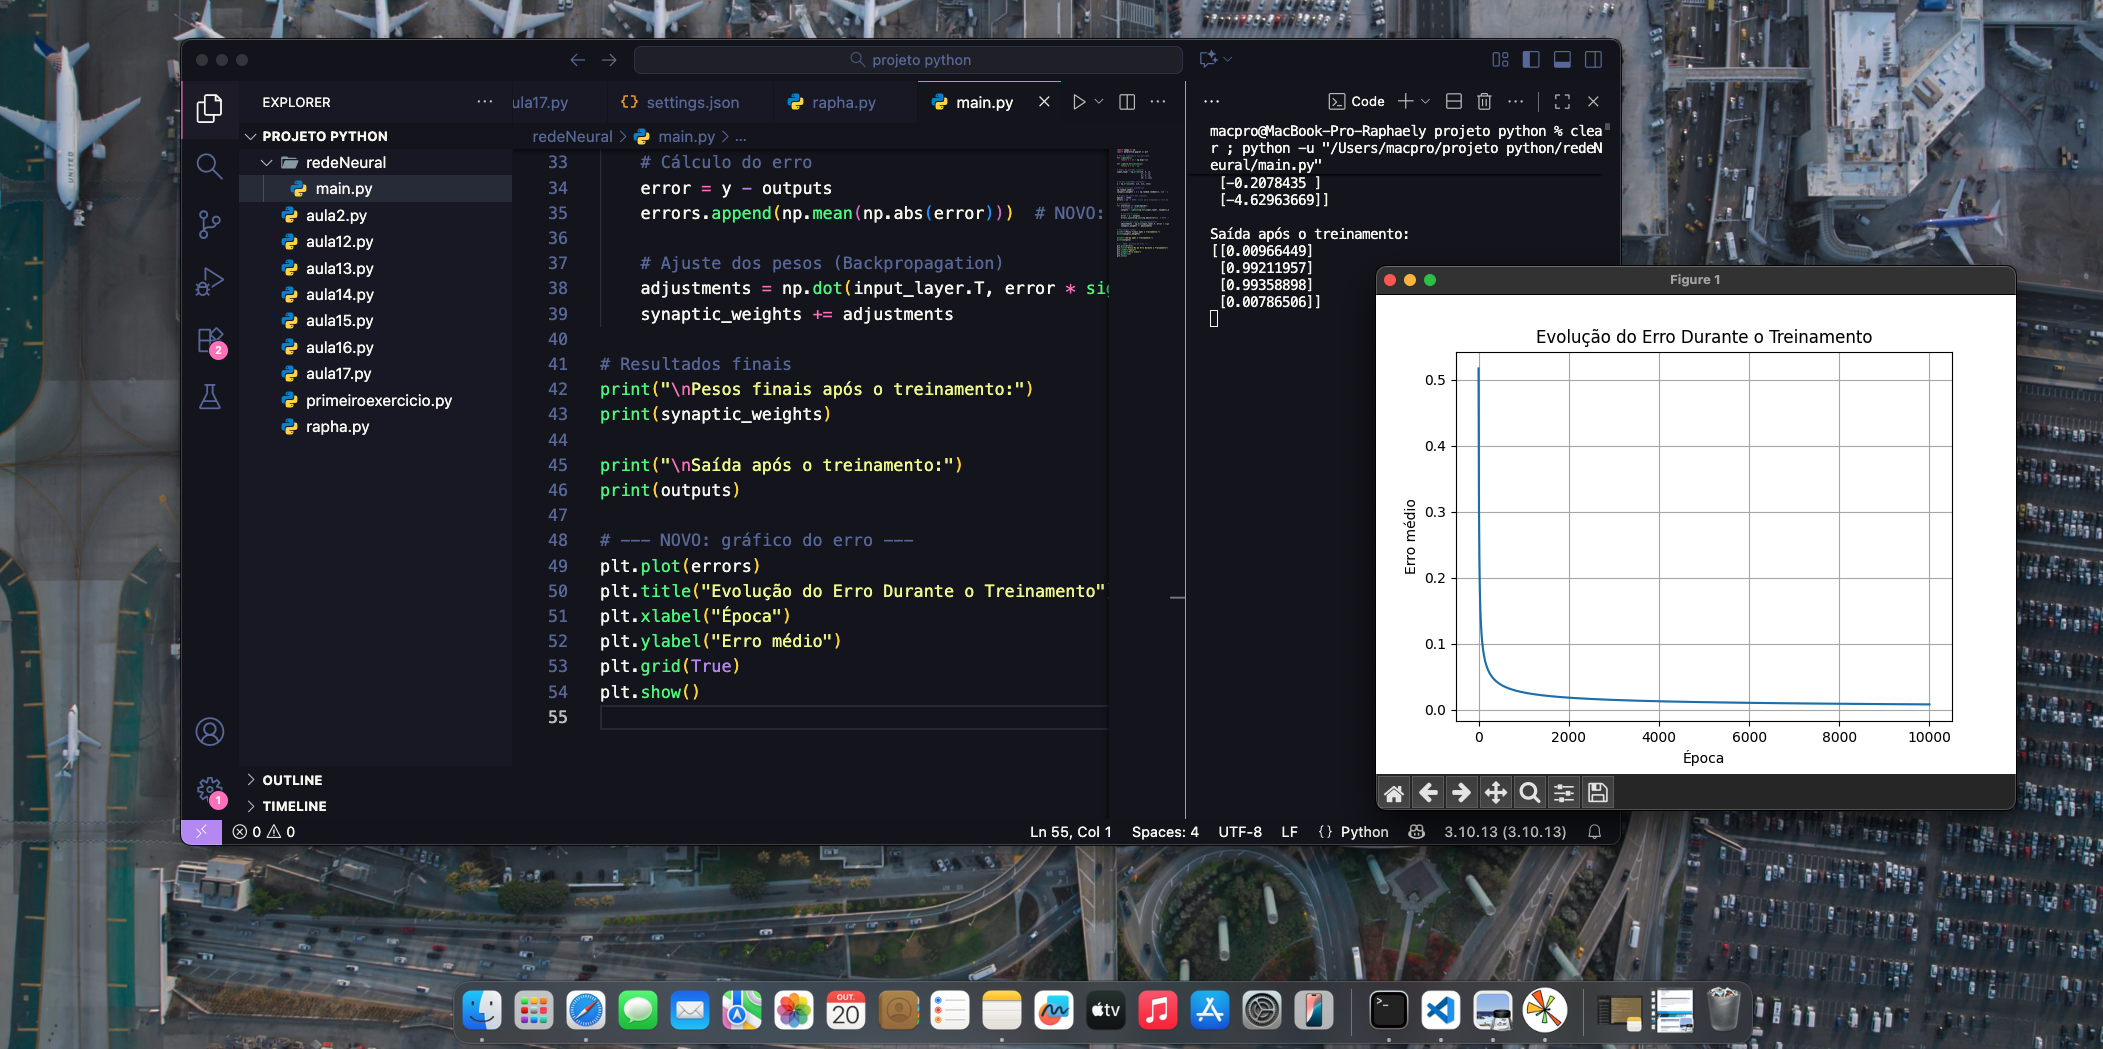 projeto python
EXPLORER
PROJETO PYTHON
redeNeural
main.py
aula2.py
aula12.py
aula13.py
aula14.py
aula15.py
aula16.py
aula17.py
primeiroexercicio.py
rapha.py
OUTLINE
TIMELINE
2
1
ula17.py
settings.json
rapha.py
main.py
redeNeural > main.py > ...
33 # Cálculo do erro
34 error = y - outputs
35 errors.append(np.mean(np.abs(error))) # NOVO:
36
37 # Ajuste dos pesos (Backpropagation)
38 adjustments = np.dot(input_layer.T, error * sig
39 synaptic_weights += adjustments
40
41 # Resultados finais
42 print("\nPesos finais após o treinamento:")
43 print(synaptic_weights)
44
45 print("\nSaída após o treinamento:")
46 print(outputs)
47
48 # --- NOVO: gráfico do erro ---
49 plt.plot(errors)
50 plt.title("Evolução do Erro Durante o Treinamento"
51 plt.xlabel("Época")
52 plt.ylabel("Erro médio")
53 plt.grid(True)
54 plt.show()
55
Code
macpro@MacBook-Pro-Raphaely projeto python % clea
r ; python -u "/Users/macpro/projeto python/redeN
eural/main.py"
[-0.2078435 ]
[-4.62963669]]
Saída após o treinamento:
[[0.00966449]
[0.99211957]
[0.99358898]
[0.00786506]]
Figure 1
Evolução do Erro Durante o Treinamento
Erro médio
0.5
0.4
0.3
0.2
0.1
0.0
0 2000 4000 6000 8000 10000
Época
0 0
Ln 55, Col 1 Spaces: 4 UTF-8 LF {} Python 3.10.13 (3.10.13)
UNITED
OUT.
20
tv